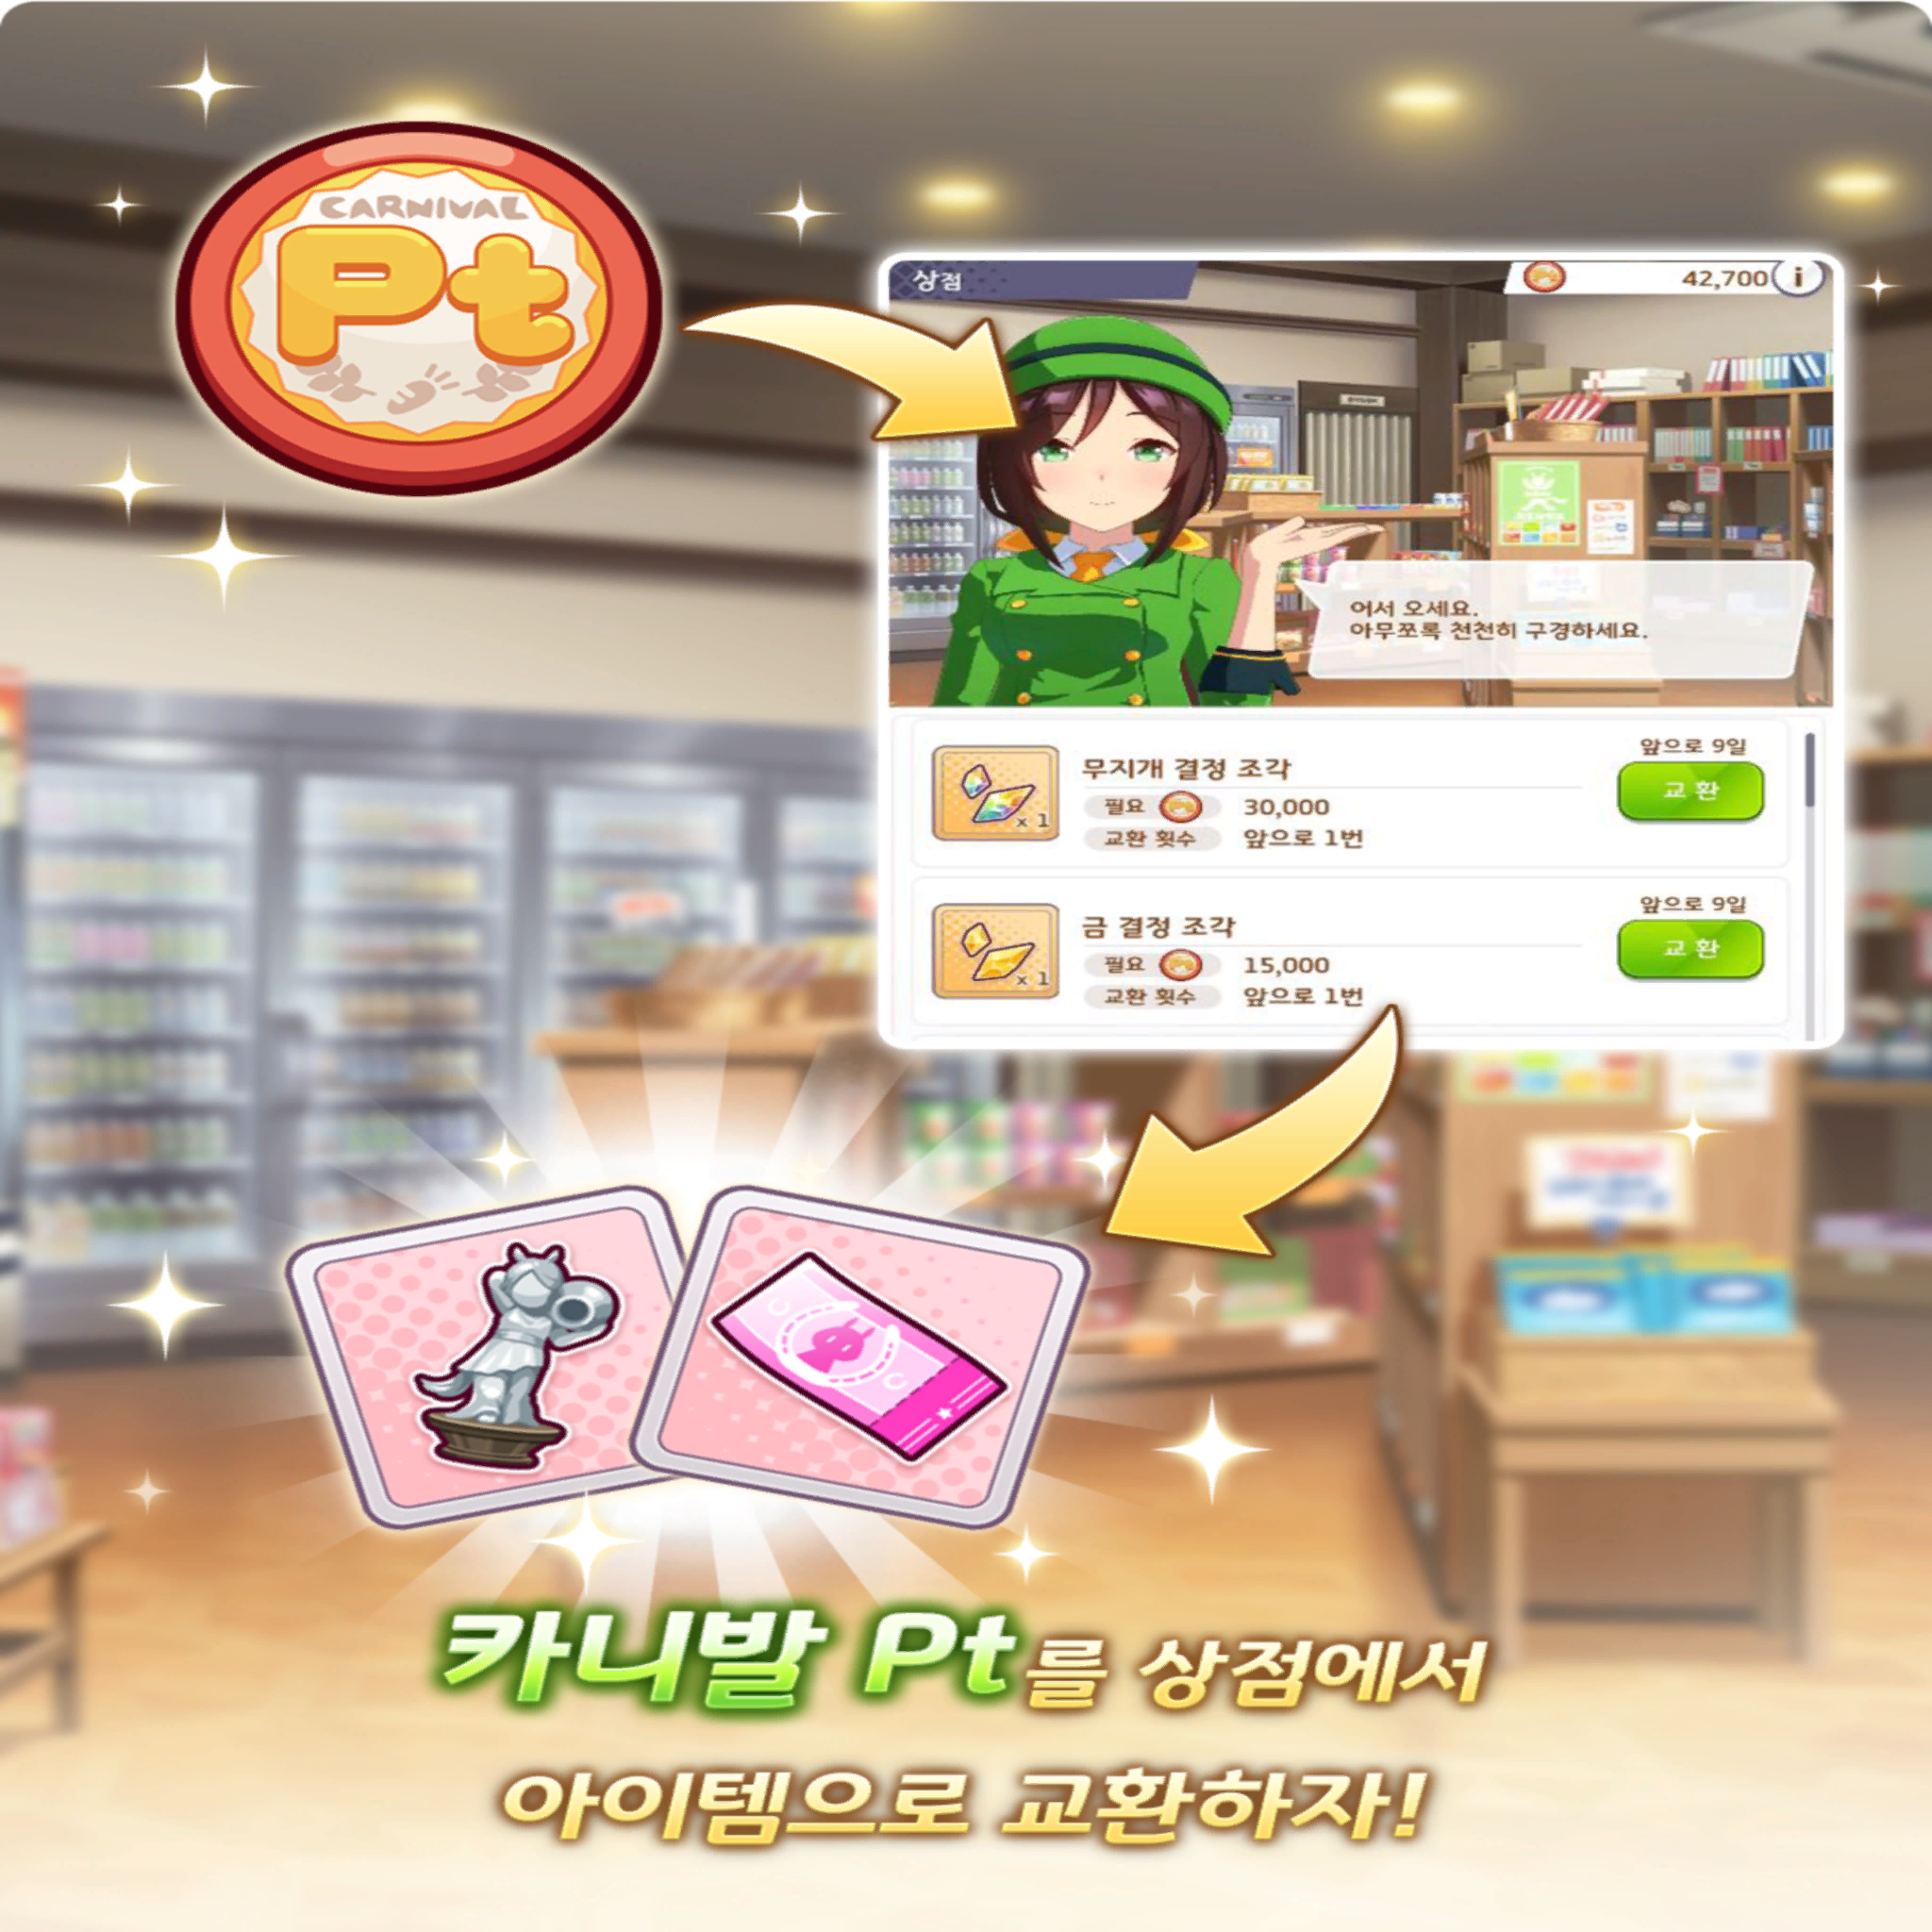 CARNIVAL
Pt
상점
42,700
i
어서 오세요.
아무쪼록 천천히 구경하세요.
무지개 결정 조각
앞으로 9일
x 1
필요 30,000
교환
교환 횟수 앞으로 1번
금 결정 조각
앞으로 9일
x 1
필요 15,000
교환
교환 횟수 앞으로 1번
카니발 Pt를 상점에서
아이템으로 교환하자!